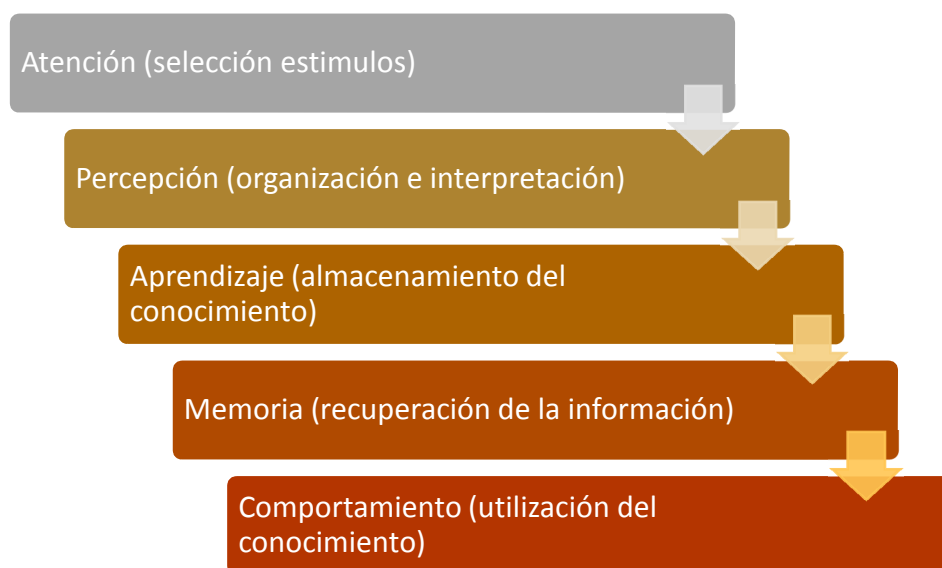 Atención (selección estimulos)
Percepción (organización e interpretación)
Aprendizaje (almacenamiento del
conocimiento)
Memoria (recuperación de la información)
Comportamiento (utilización del
conocimiento)